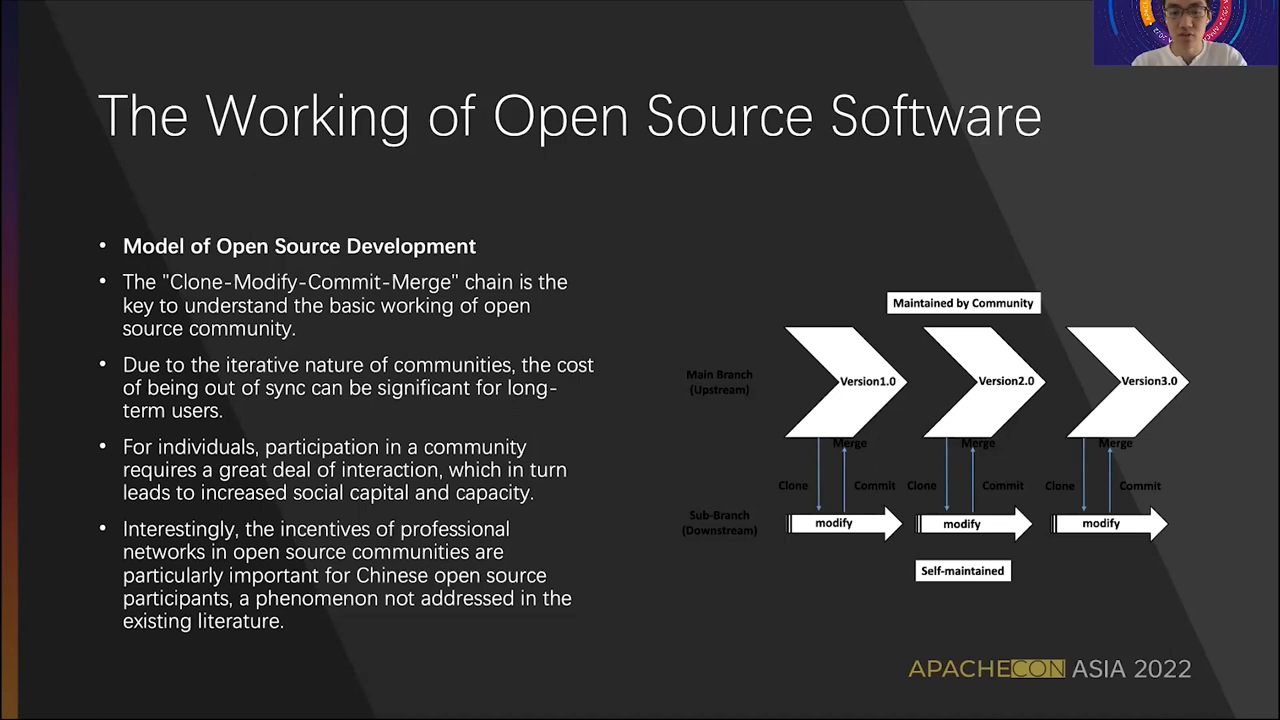 The Working of Open Source Software
• Model of Open Source Development
• The "Clone-Modify-Commit-Merge" chain is the
key to understand the basic working of open
source community.
• Due to the iterative nature of communities, the cost
of being out of sync can be significant for long-
term users.
• For individuals, participation in a community
requires a great deal of interaction, which in turn
leads to increased social capital and capacity.
• Interestingly, the incentives of professional
networks in open source communities are
particularly important for Chinese open source
participants, a phenomenon not addressed in the
existing literature.
Maintained by Community
Main Branch
(Upstream)
Version1.0
Version2.0
Version3.0
Merge
Merge
Merge
Clone
Commit
Clone
Commit
Clone
Commit
Sub-Branch
(Downstream)
modify
modify
modify
Self-maintained
APACHECON ASIA 2022